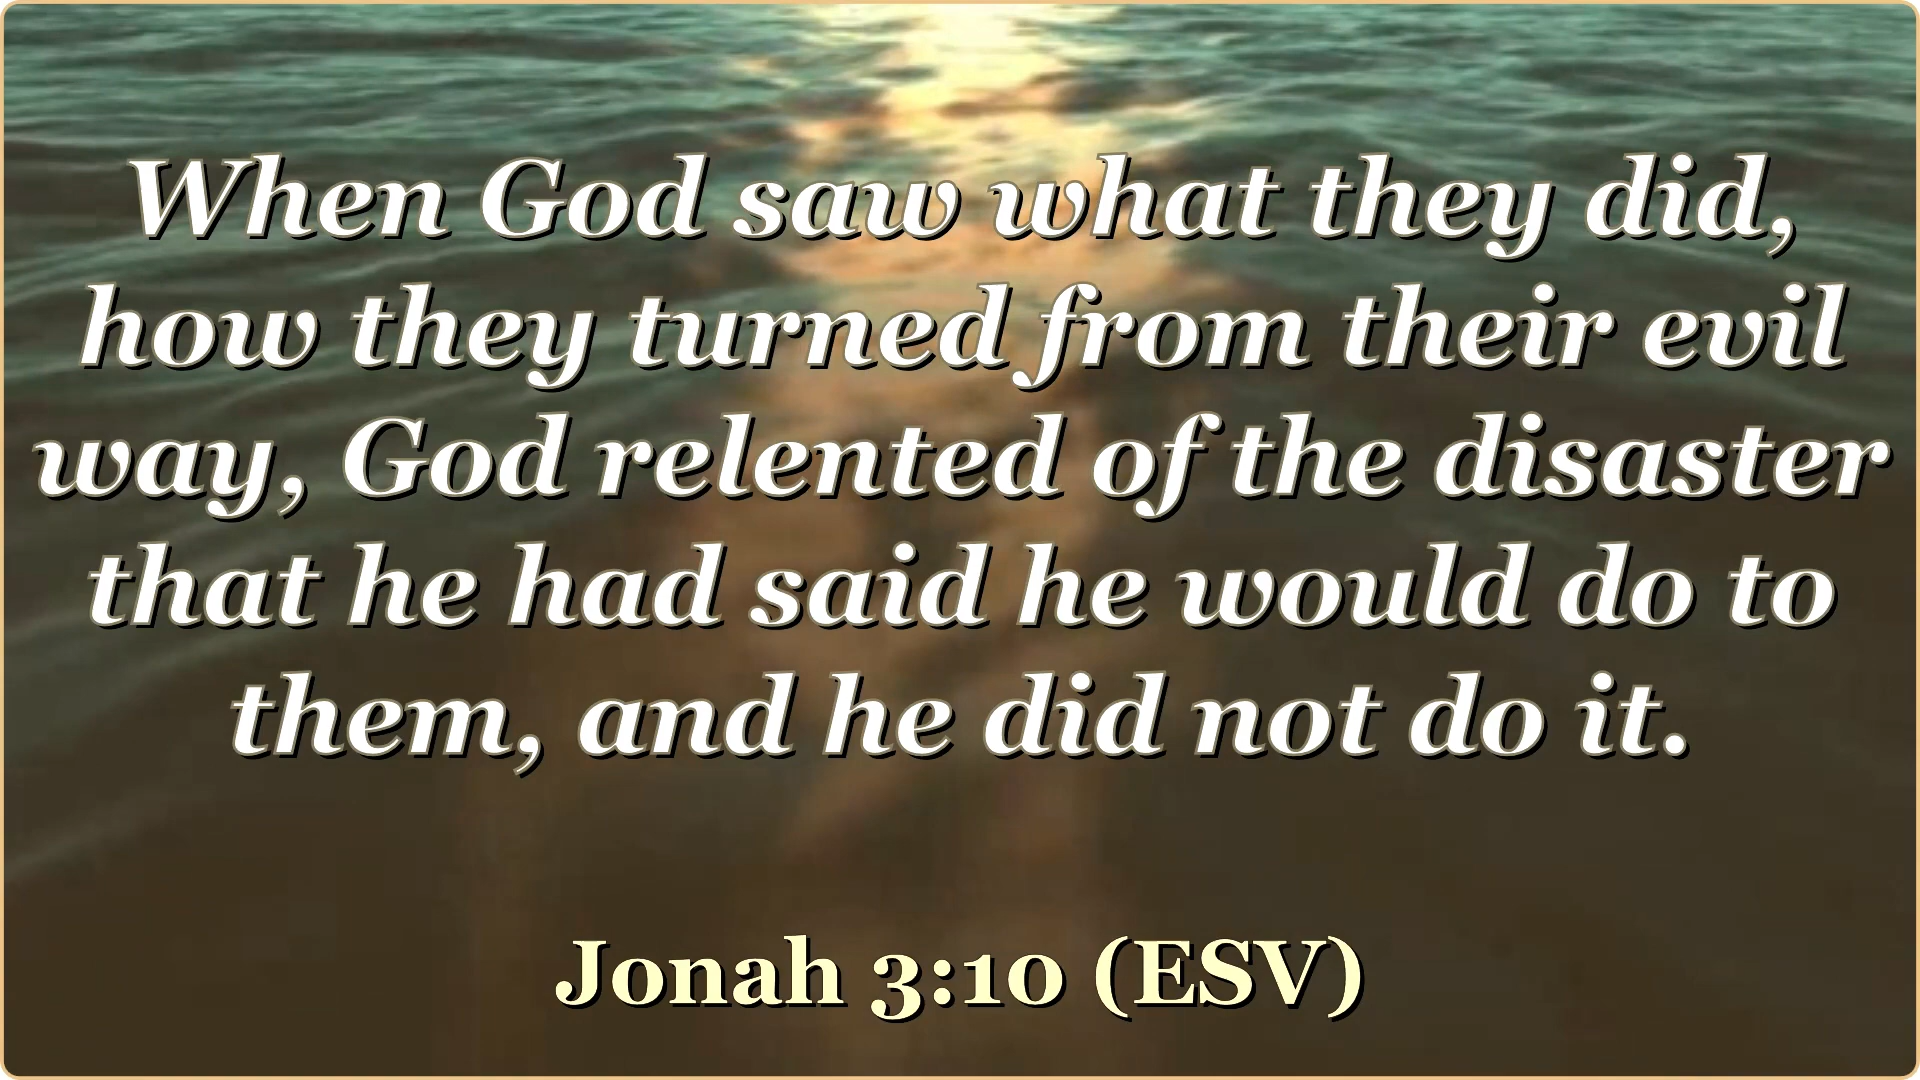 When God saw what they did,
how they turned from their evil
way, God relented of the disaster
that he had said he would do to
them, and he did not do it.
Jonah 3:10 (ESV)